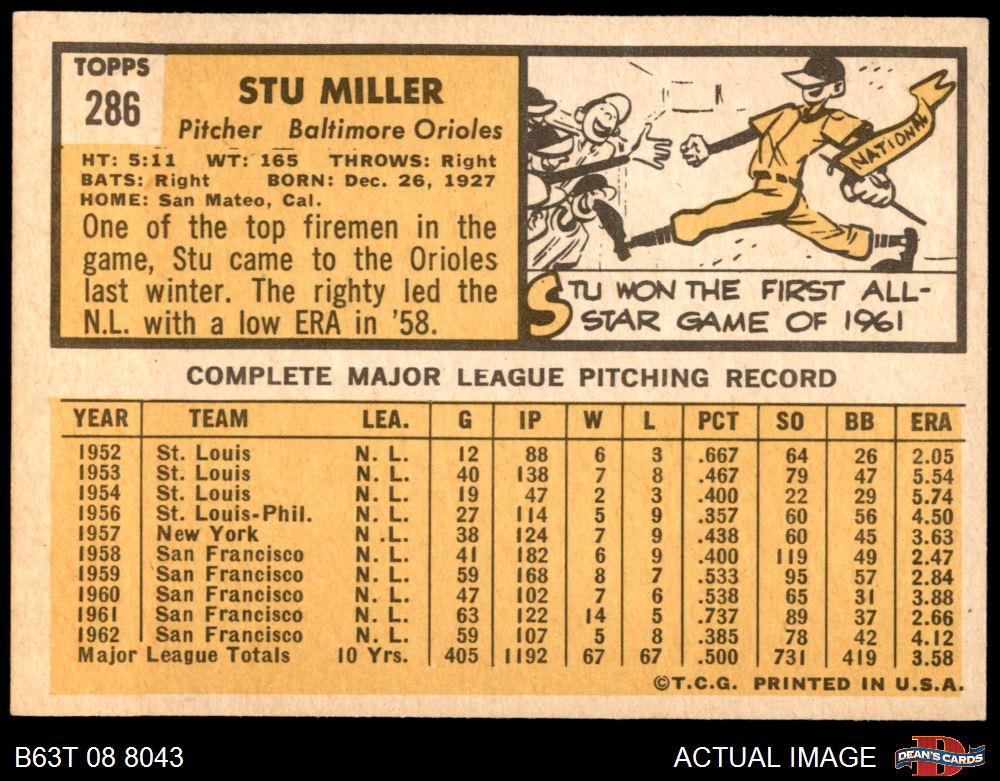 TOPPS
286
STU MILLER
Pitcher Baltimore Orioles
HT: 5:11 WT: 165 THROWS: Right
BATS: Right BORN: Dec. 26, 1927
HOME: San Mateo, Cal.
One of the top firemen in the
game, Stu came to the Orioles
last winter. The righty led the
N.L. with a low ERA in '58.
NATIONAL
STU WON THE FIRST ALL-
STAR GAME OF 1961
COMPLETE MAJOR LEAGUE PITCHING RECORD
YEAR TEAM LEA. G IP W L PCT SO BB ERA
1952 St. Louis N. L. 12 88 6 3 .667 64 26 2.05
1953 St. Louis N. L. 40 138 7 8 .467 79 47 5.54
1954 St. Louis N. L. 19 47 2 3 .400 22 29 5.74
1956 St. Louis-Phil. N. L. 27 114 5 9 .357 60 56 4.50
1957 New York N .L. 38 124 7 9 .438 60 45 3.63
1958 San Francisco N. L. 41 182 6 9 .400 119 49 2.47
1959 San Francisco N. L. 59 168 8 7 .533 95 57 2.84
1960 San Francisco N. L. 47 102 7 6 .538 65 31 3.88
1961 San Francisco N. L. 63 122 14 5 .737 89 37 2.66
1962 San Francisco N. L. 59 107 5 8 .385 78 42 4.12
Major League Totals 10 Yrs. 405 1192 67 67 .500 731 419 3.58
©T.C.G. PRINTED IN U.S.A.
B63T 08 8043
ACTUAL IMAGE
DEAN'S CARDS